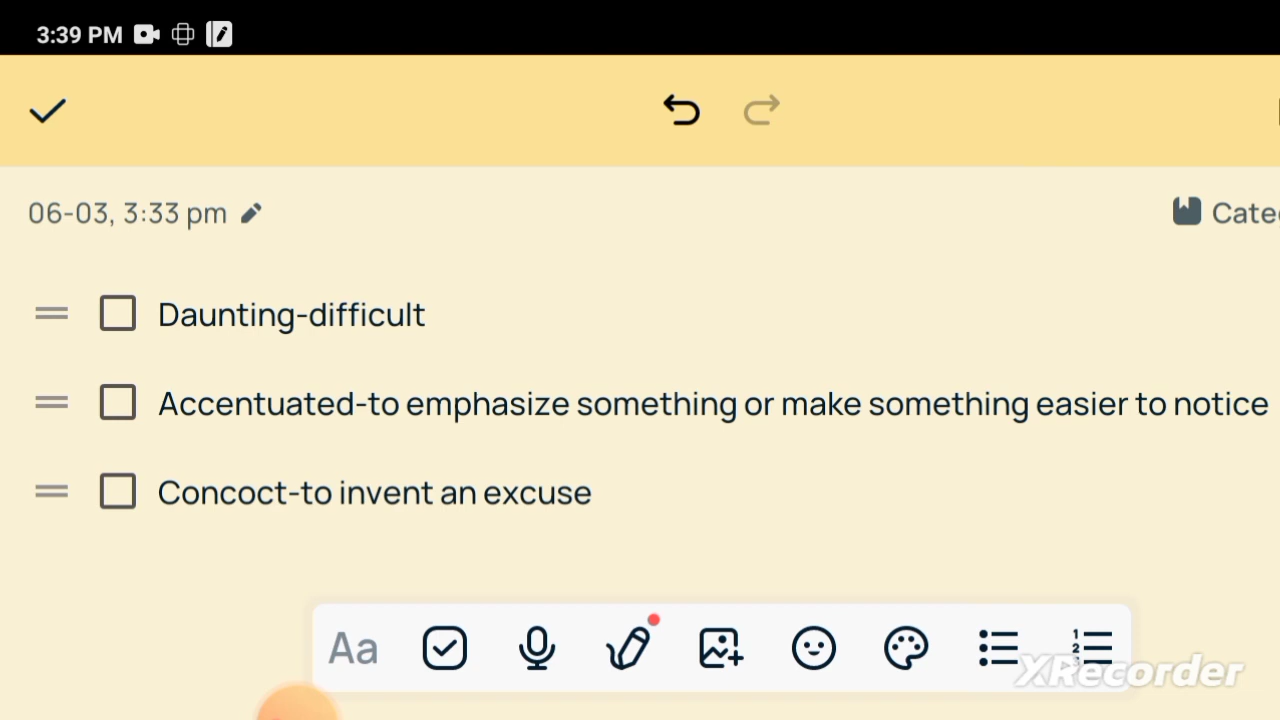 3:39 PM
06-03, 3:33 pm
Daunting-difficult
Accentuated-to emphasize something or make something easier to notice
Concoct-to invent an excuse
Aa
XRecorder